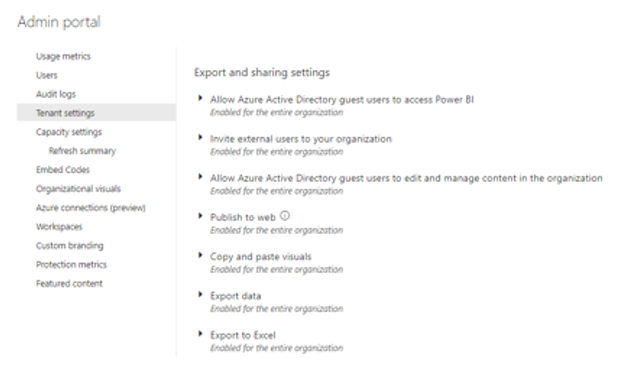 Admin portal
Usage metrics
Users
Audit logs
Tenant settings
Capacity settings
Refresh summary
Embed Codes
Organizational visuals
Azure connections (preview)
Workspaces
Custom branding
Protection metrics
Featured content
Export and sharing settings
Allow Azure Active Directory guest users to access Power BI
Enabled for the entire organization
Invite external users to your organization
Enabled for the entire organization
Allow Azure Active Directory guest users to edit and manage content in the organization
Enabled for the entire organization
Publish to web
Enabled for the entire organization
Copy and paste visuals
Enabled for the entire organization
Export data
Enabled for the entire organization
Export to Excel
Enabled for the entire organization